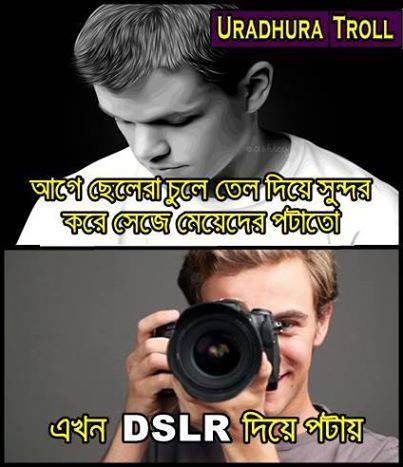 URADHURA TROLL
আগে ছেলেরা চুলে তেল দিয়ে সুন্দর
করে সেজে মেয়েদের পটাতো
এখন DSLR দিয়ে পটায়